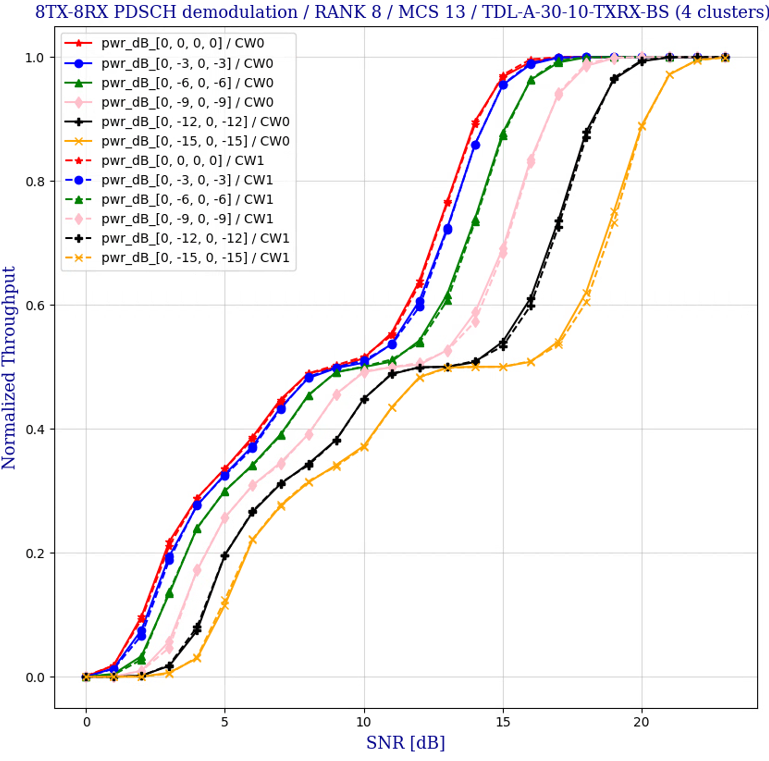 8TX-8RX PDSCH demodulation / RANK 8 / MCS 13 / TDL-A-30-10-TXRX-BS (4 clusters)
pwr_dB_[0, 0, 0, 0] / CW0
pwr_dB_[0, -3, 0, -3] / CW0
pwr_dB_[0, -6, 0, -6] / CW0
pwr_dB_[0, -9, 0, -9] / CW0
pwr_dB_[0, -12, 0, -12] / CW0
pwr_dB_[0, -15, 0, -15] / CW0
pwr_dB_[0, 0, 0, 0] / CW1
pwr_dB_[0, -3, 0, -3] / CW1
pwr_dB_[0, -6, 0, -6] / CW1
pwr_dB_[0, -9, 0, -9] / CW1
pwr_dB_[0, -12, 0, -12] / CW1
pwr_dB_[0, -15, 0, -15] / CW1
Normalized Throughput
1.0
0.8
0.6
0.4
0.2
0.0
0 5 10 15 20
SNR [dB]